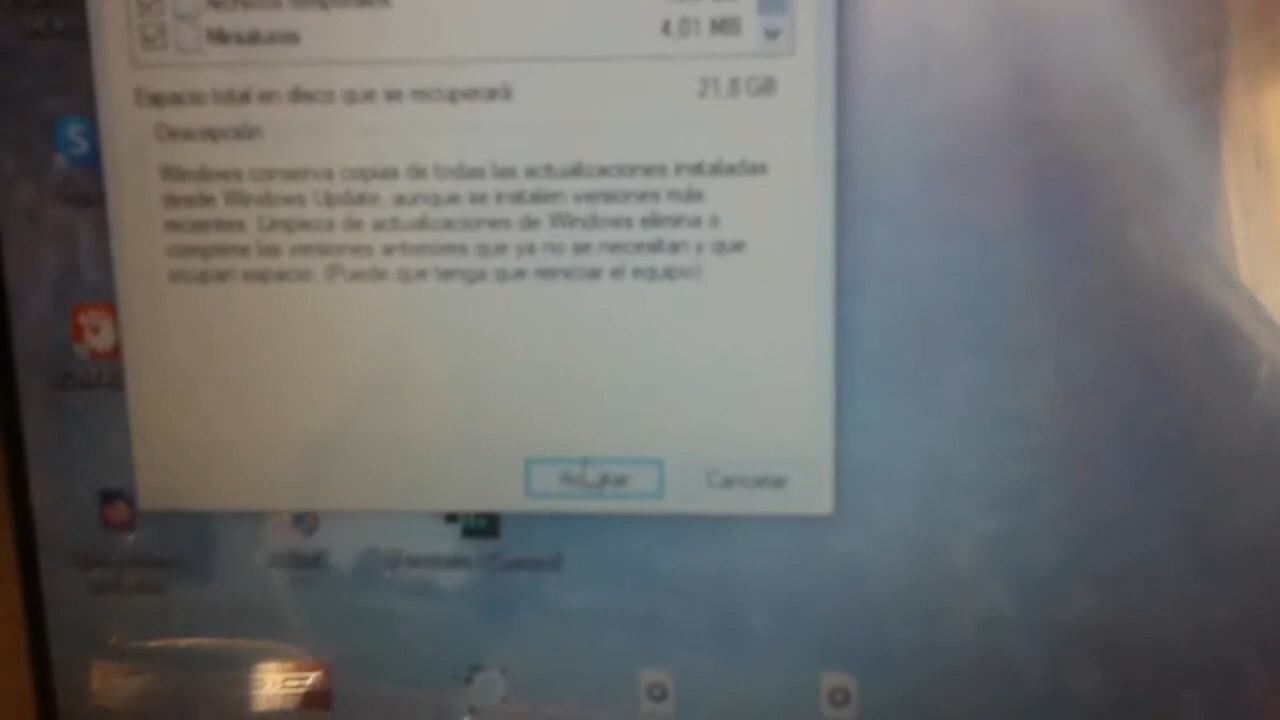 Archivos temporales
Miniaturas 4,01 MB
Espacio total en disco que se recuperará: 21,8 GB
Descripción
Windows conserva copias de todas las actualizaciones instaladas
desde Windows Update, aunque se instalen versiones más
recientes. Limpieza de actualizaciones de Windows elimina o
comprime las versiones anteriores que ya no se necesitan y que
ocupan espacio. (Puede que tenga que reiniciar el equipo)
Aceptar Cancelar
S